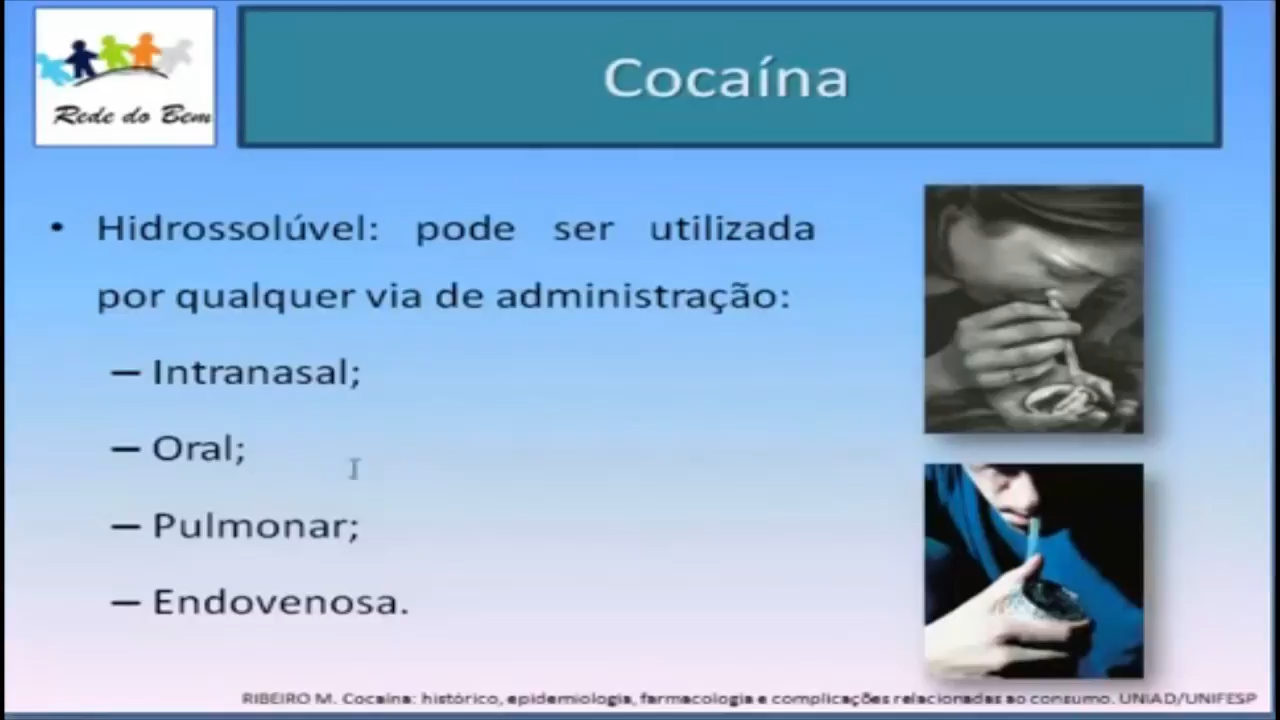 Rede do Bem
Cocaína
• Hidrossolúvel: pode ser utilizada
por qualquer via de administração:
– Intranasal;
– Oral;
– Pulmonar;
– Endovenosa.
RIBEIRO M. Cocaína: histórico, epidemiologia, farmacologia e complicações relacionadas ao consumo. UNIAD/UNIFESP